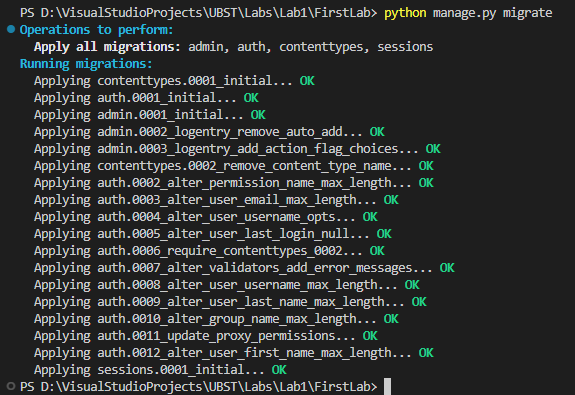 PS D:\VisualStudioProjects\UBST\Labs\Lab1\FirstLab> python manage.py migrate
Operations to perform:
  Apply all migrations: admin, auth, contenttypes, sessions
Running migrations:
  Applying contenttypes.0001_initial... OK
  Applying auth.0001_initial... OK
  Applying admin.0001_initial... OK
  Applying admin.0002_logentry_remove_auto_add... OK
  Applying admin.0003_logentry_add_action_flag_choices... OK
  Applying contenttypes.0002_remove_content_type_name... OK
  Applying auth.0002_alter_permission_name_max_length... OK
  Applying auth.0003_alter_user_email_max_length... OK
  Applying auth.0004_alter_user_username_opts... OK
  Applying auth.0005_alter_user_last_login_null... OK
  Applying auth.0006_require_contenttypes_0002... OK
  Applying auth.0007_alter_validators_add_error_messages... OK
  Applying auth.0008_alter_user_username_max_length... OK
  Applying auth.0009_alter_user_last_name_max_length... OK
  Applying auth.0010_alter_group_name_max_length... OK
  Applying auth.0011_update_proxy_permissions... OK
  Applying auth.0012_alter_user_first_name_max_length... OK
  Applying sessions.0001_initial... OK
PS D:\VisualStudioProjects\UBST\Labs\Lab1\FirstLab>